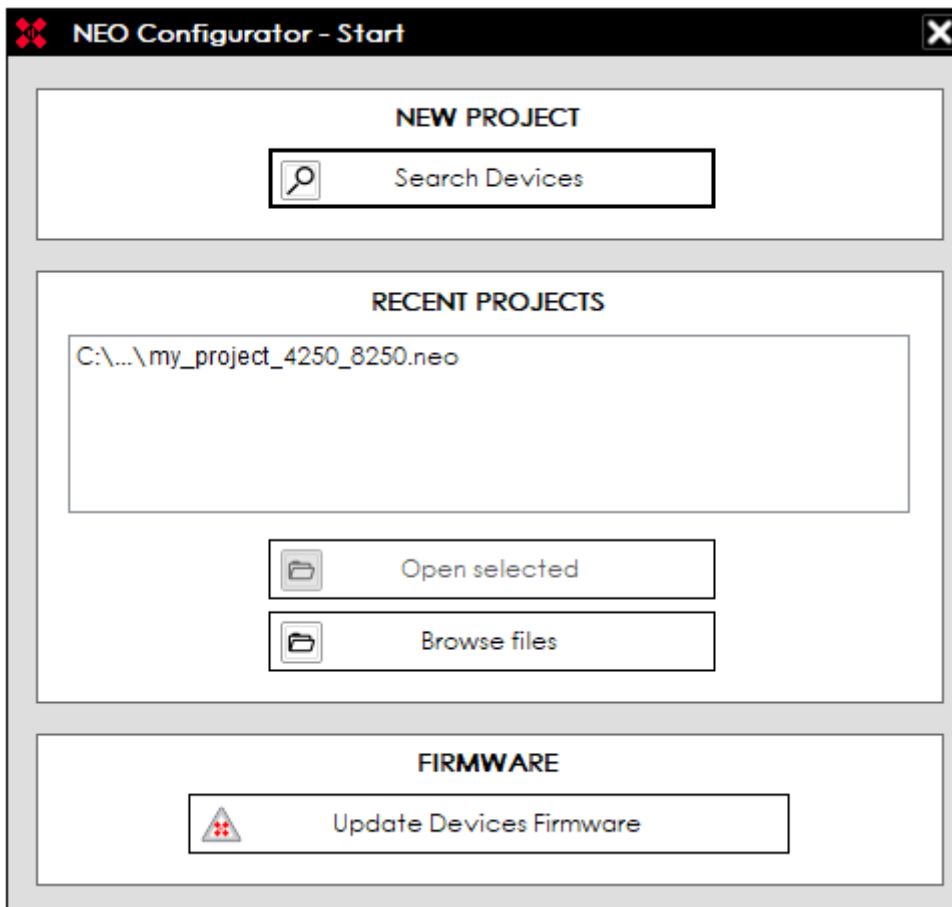 NEO Configurator - Start
NEW PROJECT
Search Devices
RECENT PROJECTS
C:\...\my_project_4250_8250.neo
Open selected
Browse files
FIRMWARE
Update Devices Firmware